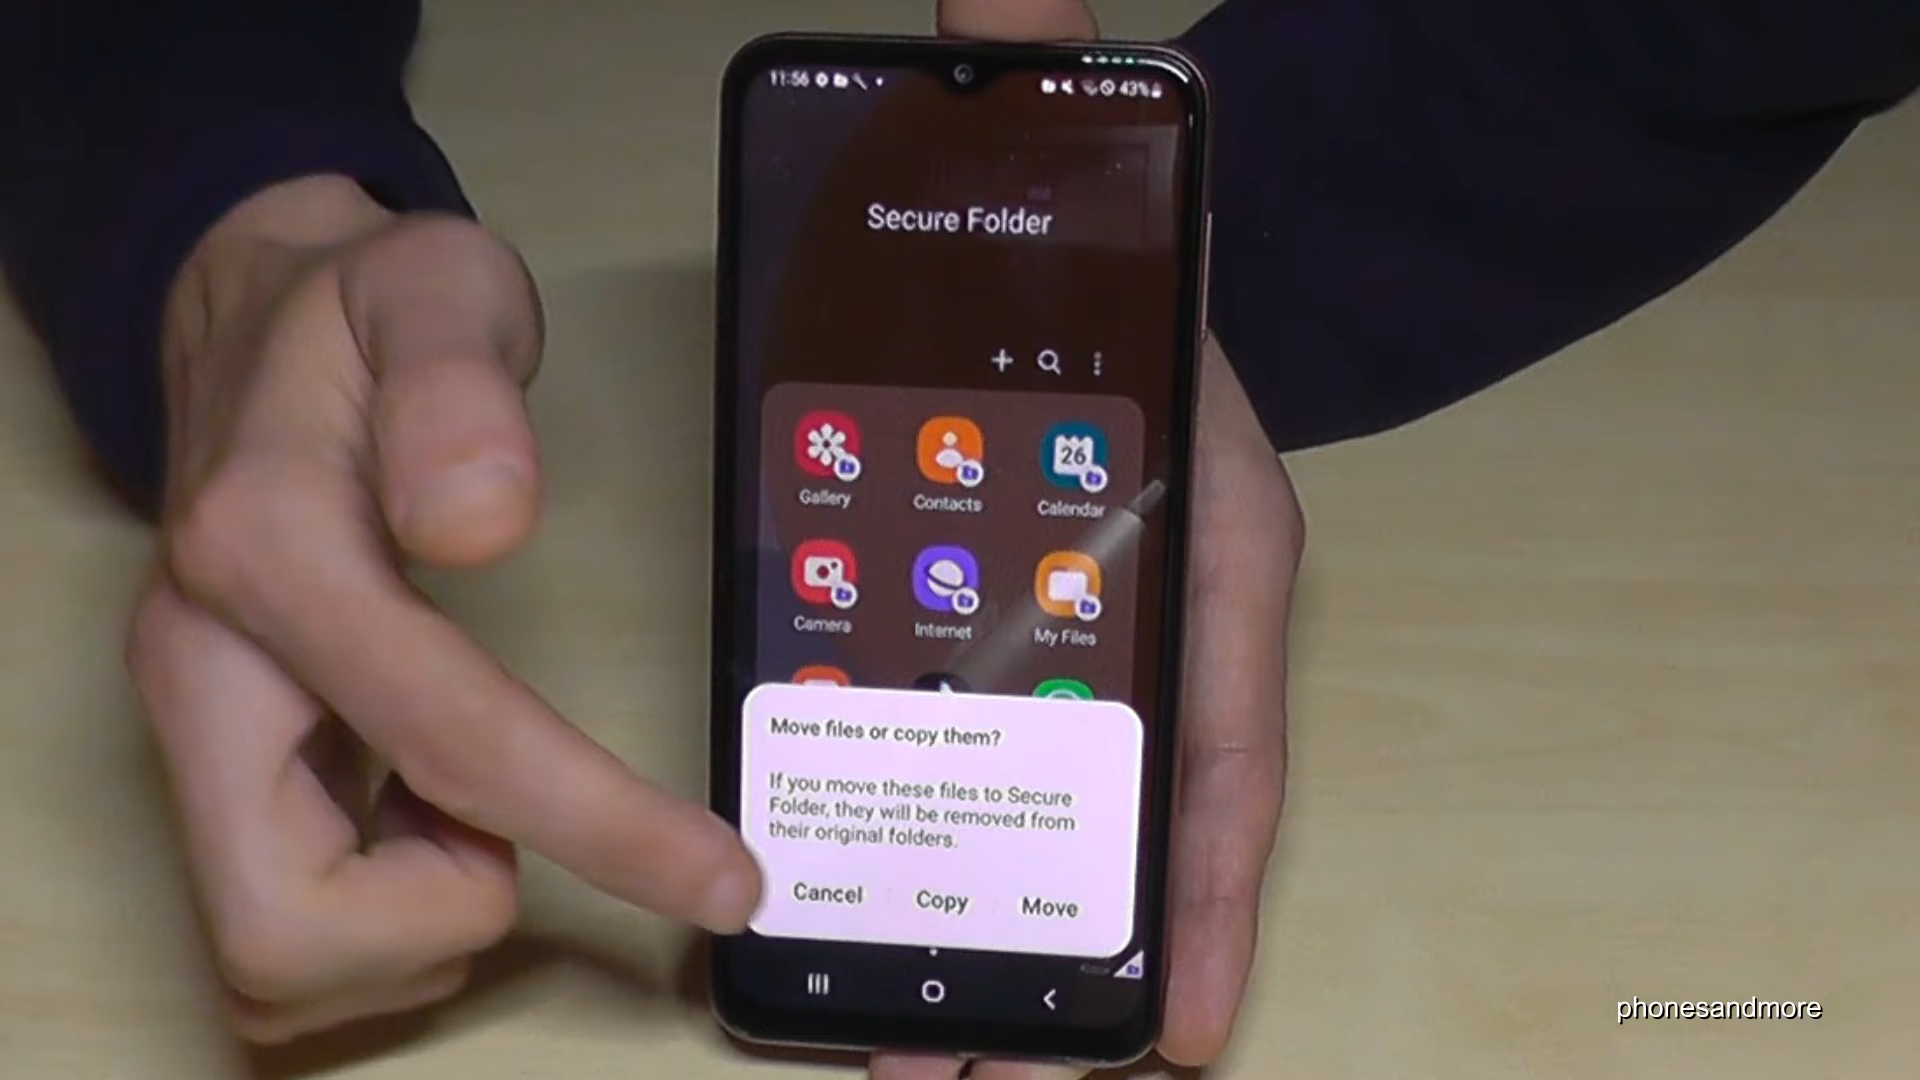 11:56
43%
Secure Folder
Gallery
Contacts
26
Calendar
Camera
Internet
My Files
Move files or copy them?
If you move these files to Secure
Folder, they will be removed from
their original folders.
Cancel
Copy
Move
phonesandmore